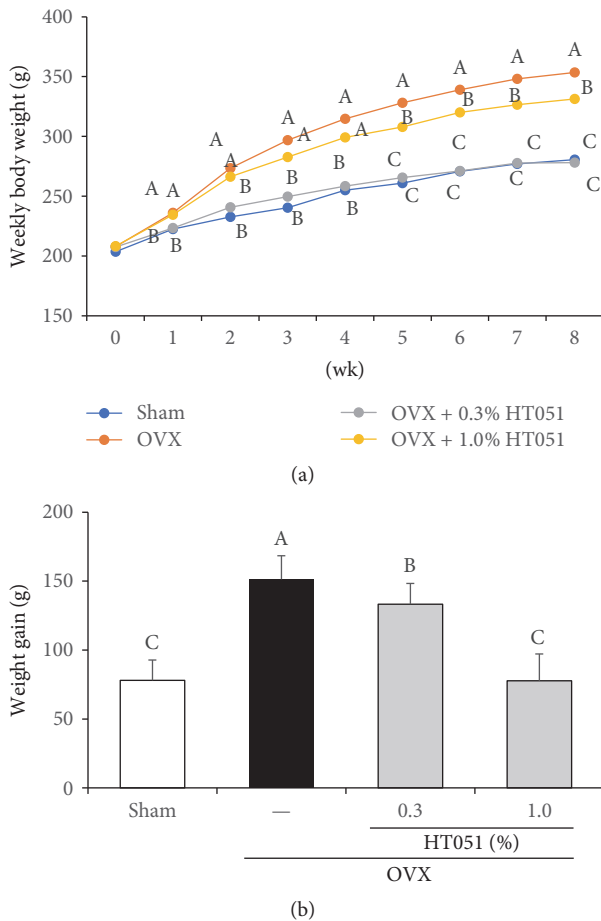 400
350
300
250
200
150
Weekly body weight (g)
A A A A A A A A
A A A B B B B
B B B C C C C
B B B B C C C C
0 1 2 3 4 5 6 7 8
(wk)
Sham
OVX
OVX + 0.3% HT051
OVX + 1.0% HT051
(a)
200
150
100
50
0
Weight gain (g)
C
A
B
C
Sham — 0.3 1.0
HT051 (%)
OVX
(b)